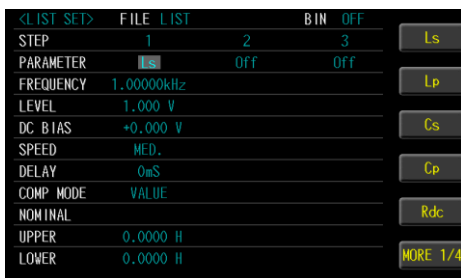 <LIST SET> FILE LIST BIN OFF
STEP 1 2 3
PARAMETER Ls Off Off
FREQUENCY 1.00000kHz
LEVEL 1.000 V
DC BIAS +0.000 V
SPEED MED.
DELAY 0mS
COMP MODE VALUE
NOMINAL
UPPER 0.0000 H
LOWER 0.0000 H
Ls
Lp
Cs
Cp
Rdc
MORE 1/4